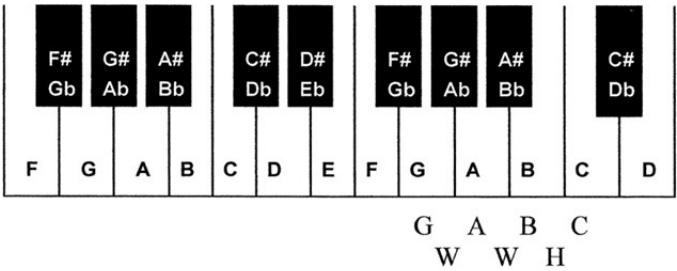 F# G# A# C# D# F# G# A# C#
Gb Ab Bb Db Eb Gb Ab Bb Db
F G A B C D E F G A B C D
G A B C
W W H